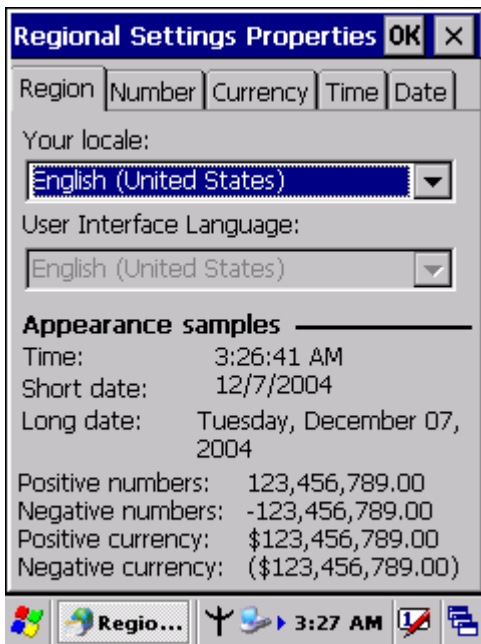 Regional Settings Properties OK ×
Region Number Currency Time Date
Your locale:
English (United States)
User Interface Language:
English (United States)
Appearance samples
Time: 3:26:41 AM
Short date: 12/7/2004
Long date: Tuesday, December 07,
2004
Positive numbers: 123,456,789.00
Negative numbers: -123,456,789.00
Positive currency: $123,456,789.00
Negative currency: ($123,456,789.00)
Regio... 3:27 AM